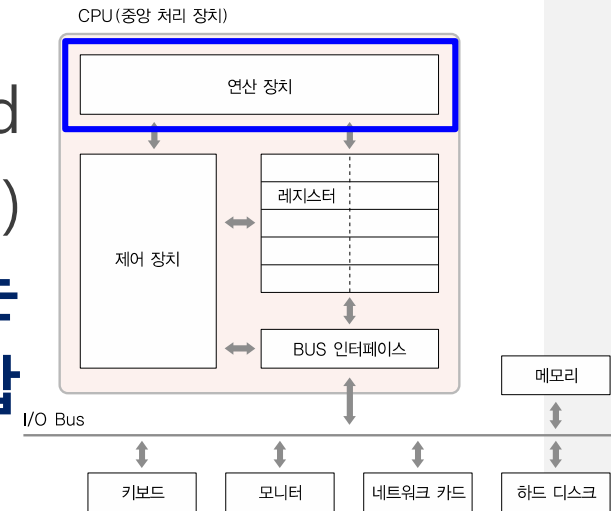 CPU(중앙 처리 장치)
연산 장치
d
)
제어 장치
레지스터
는
BUS 인터페이스
합
메모리
I/O Bus
키보드
모니터
네트워크 카드
하드 디스크